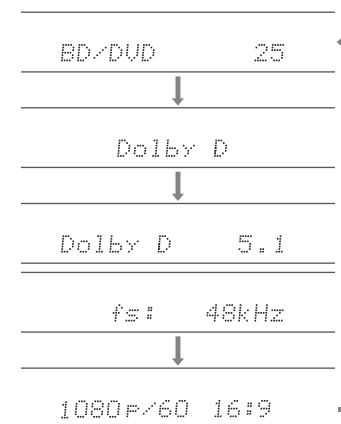 BD/DVD 25
Dolby D
Dolby D 5.1
fs: 48kHz
1080p/60 16:9